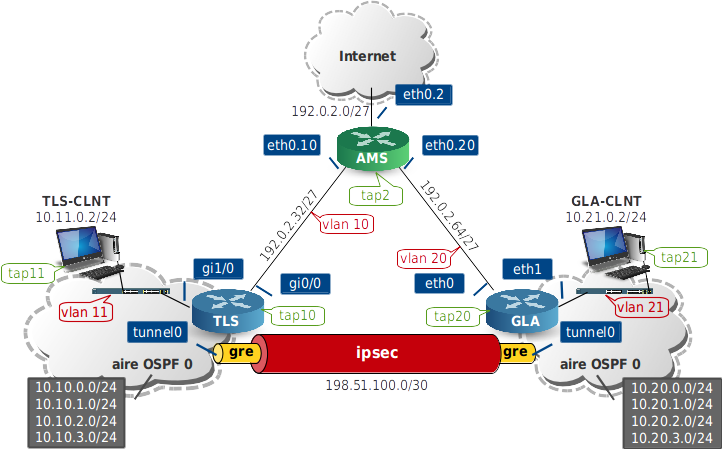 Internet
eth0.2
192.0.2.0/27
eth0.10
eth0.20
AMS
tap2
TLS-CLNT
10.11.0.2/24
GLA-CLNT
10.21.0.2/24
192.0.2.32/27
192.0.2.64/27
vlan 10
vlan 20
tap11
tap21
gi1/0
gi0/0
eth0
eth1
vlan 11
vlan 21
TLS
tap10
tap20
GLA
tunnel0
tunnel0
gre
ipsec
gre
aire OSPF 0
aire OSPF 0
198.51.100.0/30
10.10.0.0/24
10.10.1.0/24
10.10.2.0/24
10.10.3.0/24
10.20.0.0/24
10.20.1.0/24
10.20.2.0/24
10.20.3.0/24